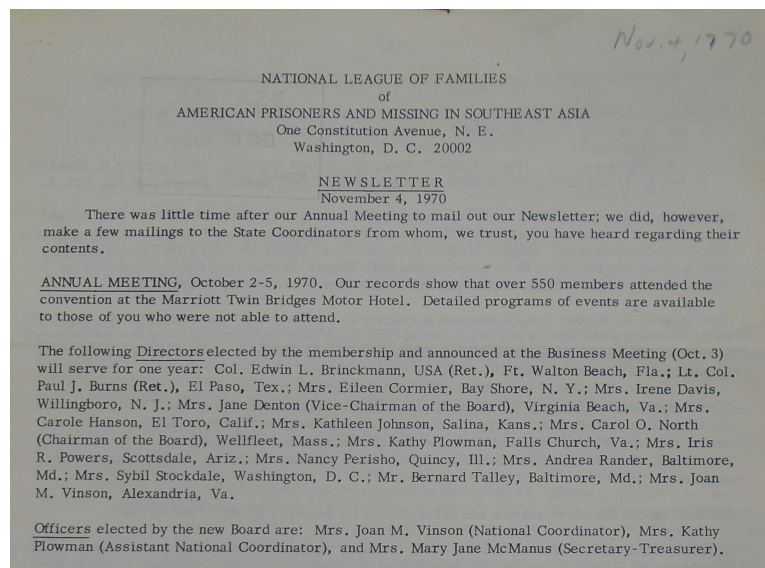 Nov. 4, 1970
NATIONAL LEAGUE OF FAMILIES
of
AMERICAN PRISONERS AND MISSING IN SOUTHEAST ASIA
One Constitution Avenue, N. E.
Washington, D. C. 20002
NEWSLETTER
November 4, 1970
There was little time after our Annual Meeting to mail out our Newsletter; we did, however,
make a few mailings to the State Coordinators from whom, we trust, you have heard regarding their
contents.
ANNUAL MEETING, October 2-5, 1970. Our records show that over 550 members attended the
convention at the Marriott Twin Bridges Motor Hotel. Detailed programs of events are available
to those of you who were not able to attend.
The following Directors elected by the membership and announced at the Business Meeting (Oct. 3)
will serve for one year: Col. Edwin L. Brinckmann, USA (Ret.), Ft. Walton Beach, Fla.; Lt. Col.
Paul J. Burns (Ret.), El Paso, Tex.; Mrs. Eileen Cormier, Bay Shore, N. Y.; Mrs. Irene Davis,
Willingboro, N. J.; Mrs. Jane Denton (Vice-Chairman of the Board), Virginia Beach, Va.; Mrs.
Carole Hanson, El Toro, Calif.; Mrs. Kathleen Johnson, Salina, Kans.; Mrs. Carol O. North
(Chairman of the Board), Wellfleet, Mass.; Mrs. Kathy Plowman, Falls Church, Va.; Mrs. Iris
R. Powers, Scottsdale, Ariz.; Mrs. Nancy Perisho, Quincy, Ill.; Mrs. Andrea Rander, Baltimore,
Md.; Mrs. Sybil Stockdale, Washington, D. C.; Mr. Bernard Talley, Baltimore, Md.; Mrs. Joan
M. Vinson, Alexandria, Va.
Officers elected by the new Board are: Mrs. Joan M. Vinson (National Coordinator), Mrs. Kathy
Plowman (Assistant National Coordinator), and Mrs. Mary Jane McManus (Secretary-Treasurer).